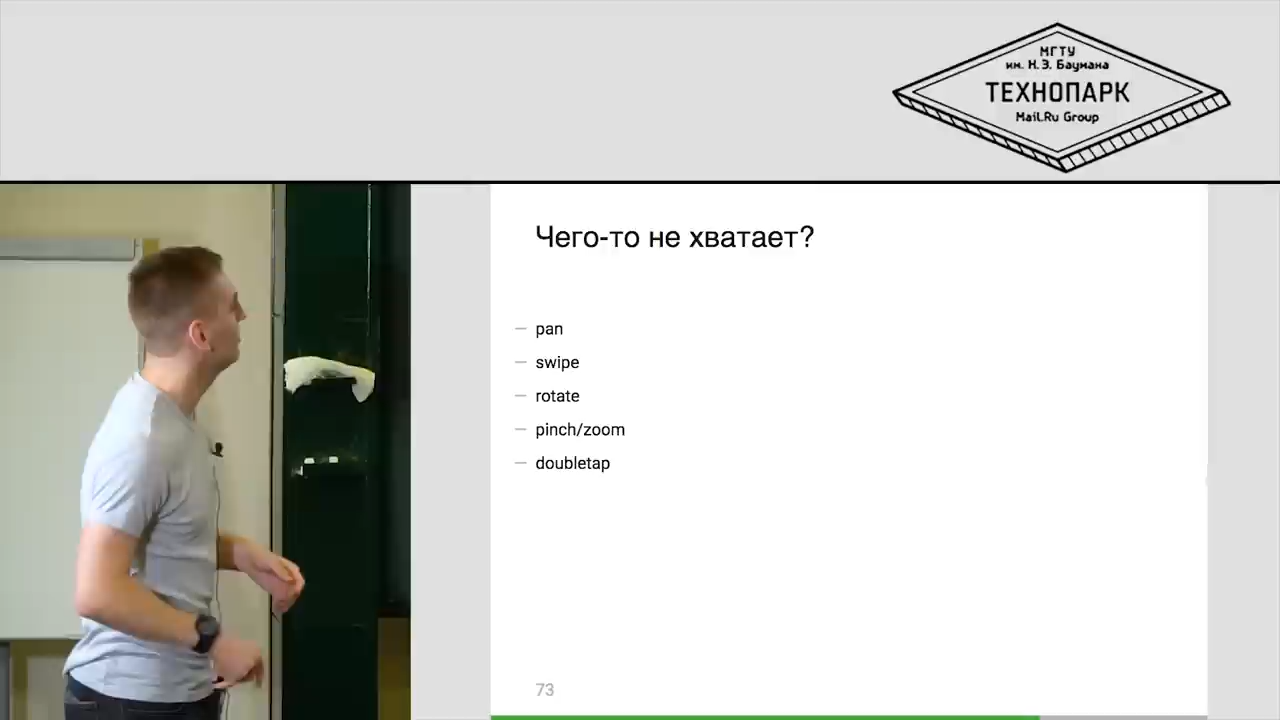 МГТУ
им. Н.Э. Баумана
ТЕХНОПАРК
Mail.Ru Group
Чего-то не хватает?
— pan
— swipe
— rotate
— pinch/zoom
— doubletap
73